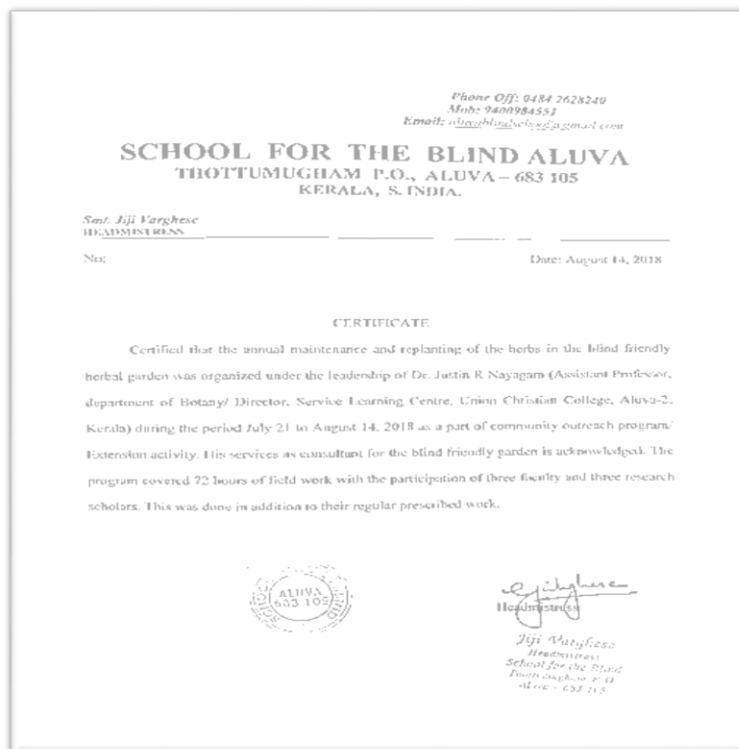 Phone Off: 0484 2628240
Mob: 9400984551
Email:
SCHOOL FOR THE BLIND ALUVA
THOTTUMUGHAM P.O., ALUVA – 683 105
KERALA, S. INDIA.
Smt. Jiji Varghese
HEADMISTRESS
No: Date: August 14, 2018
CERTIFICATE
Certified that the annual maintenance and replanting of the herbs in the blind friendly
herbal garden was organized under the leadership of Dr. Justin R Nayagam (Assistant Professor,
department of Botany/ Director, Service Learning Centre, Union Christian College, Aluva-2,
Kerala) during the period July 21 to August 14, 2018 as a part of community outreach program/
Extension activity. His services as consultant for the blind friendly garden is acknowledged. The
program covered 72 hours of field work with the participation of three faculty and three research
scholars. This was done in addition to their regular prescribed work.
ALUVA
683 105
Headmistress
Jiji Varghese
Headmistress
School for the Blind
Thottumugham P.O
Aluva - 683 105